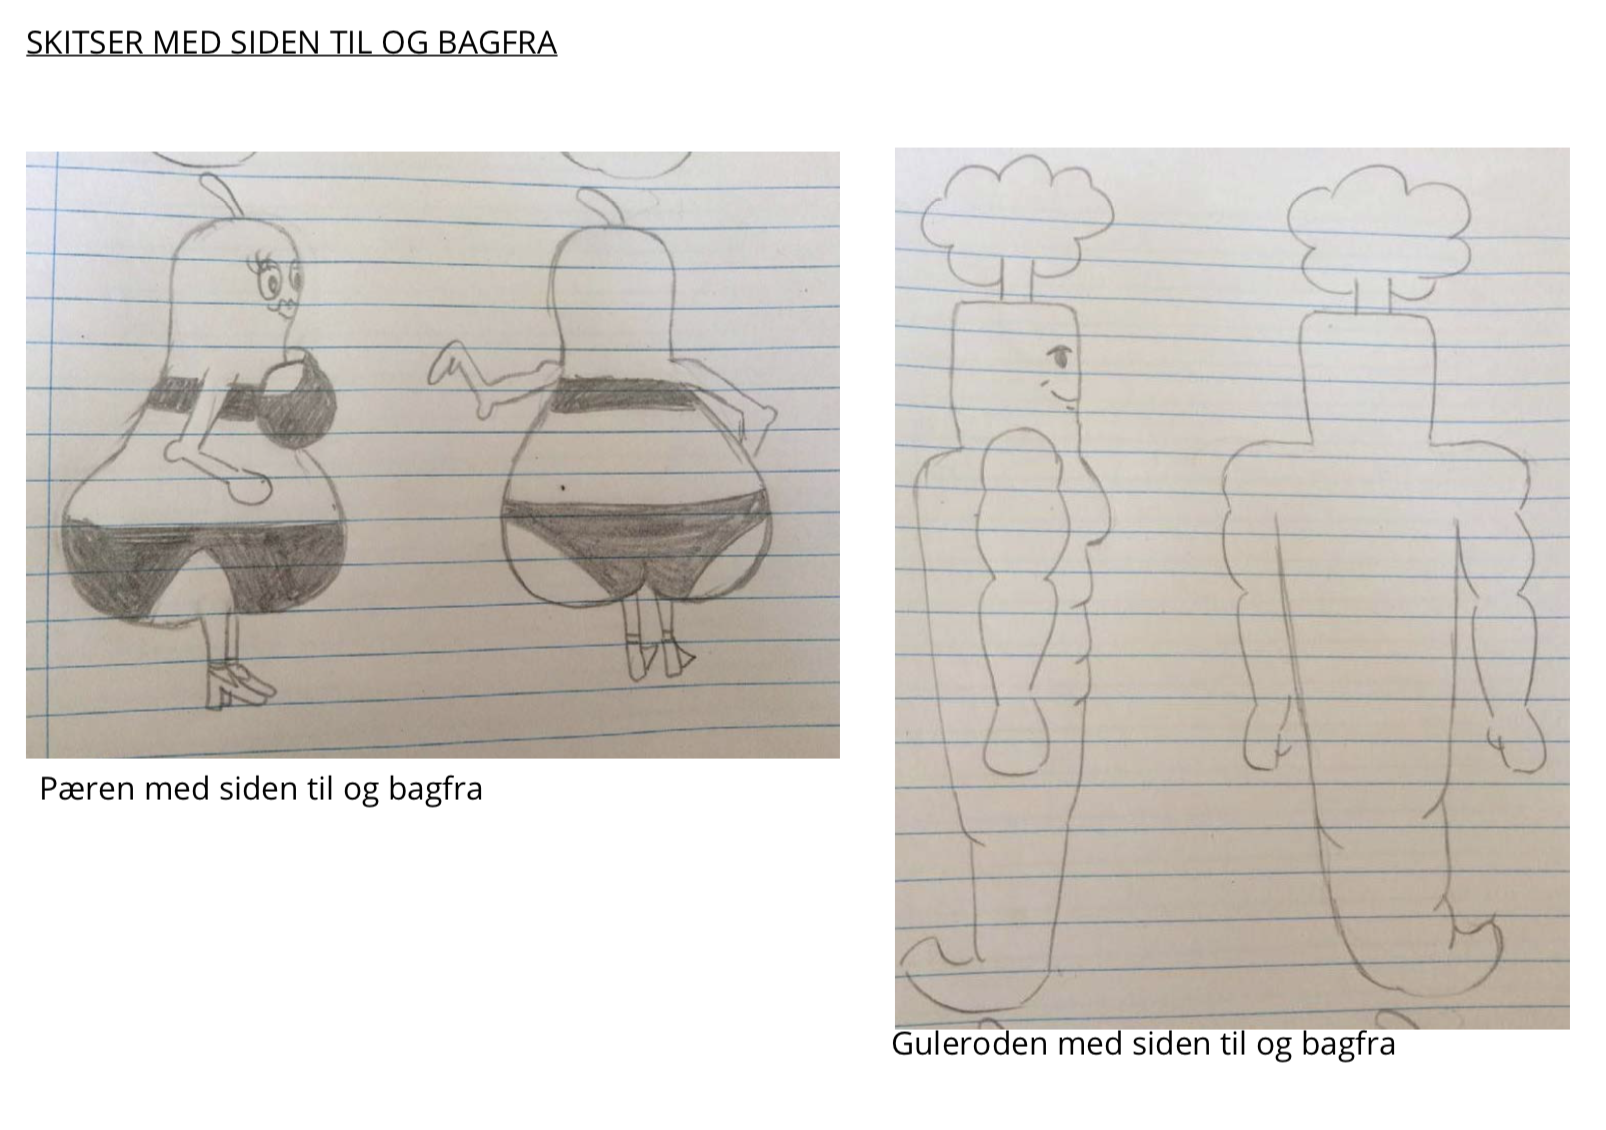 SKITSER MED SIDEN TIL OG BAGFRA
Pæren med siden til og bagfra
Guleroden med siden til og bagfra